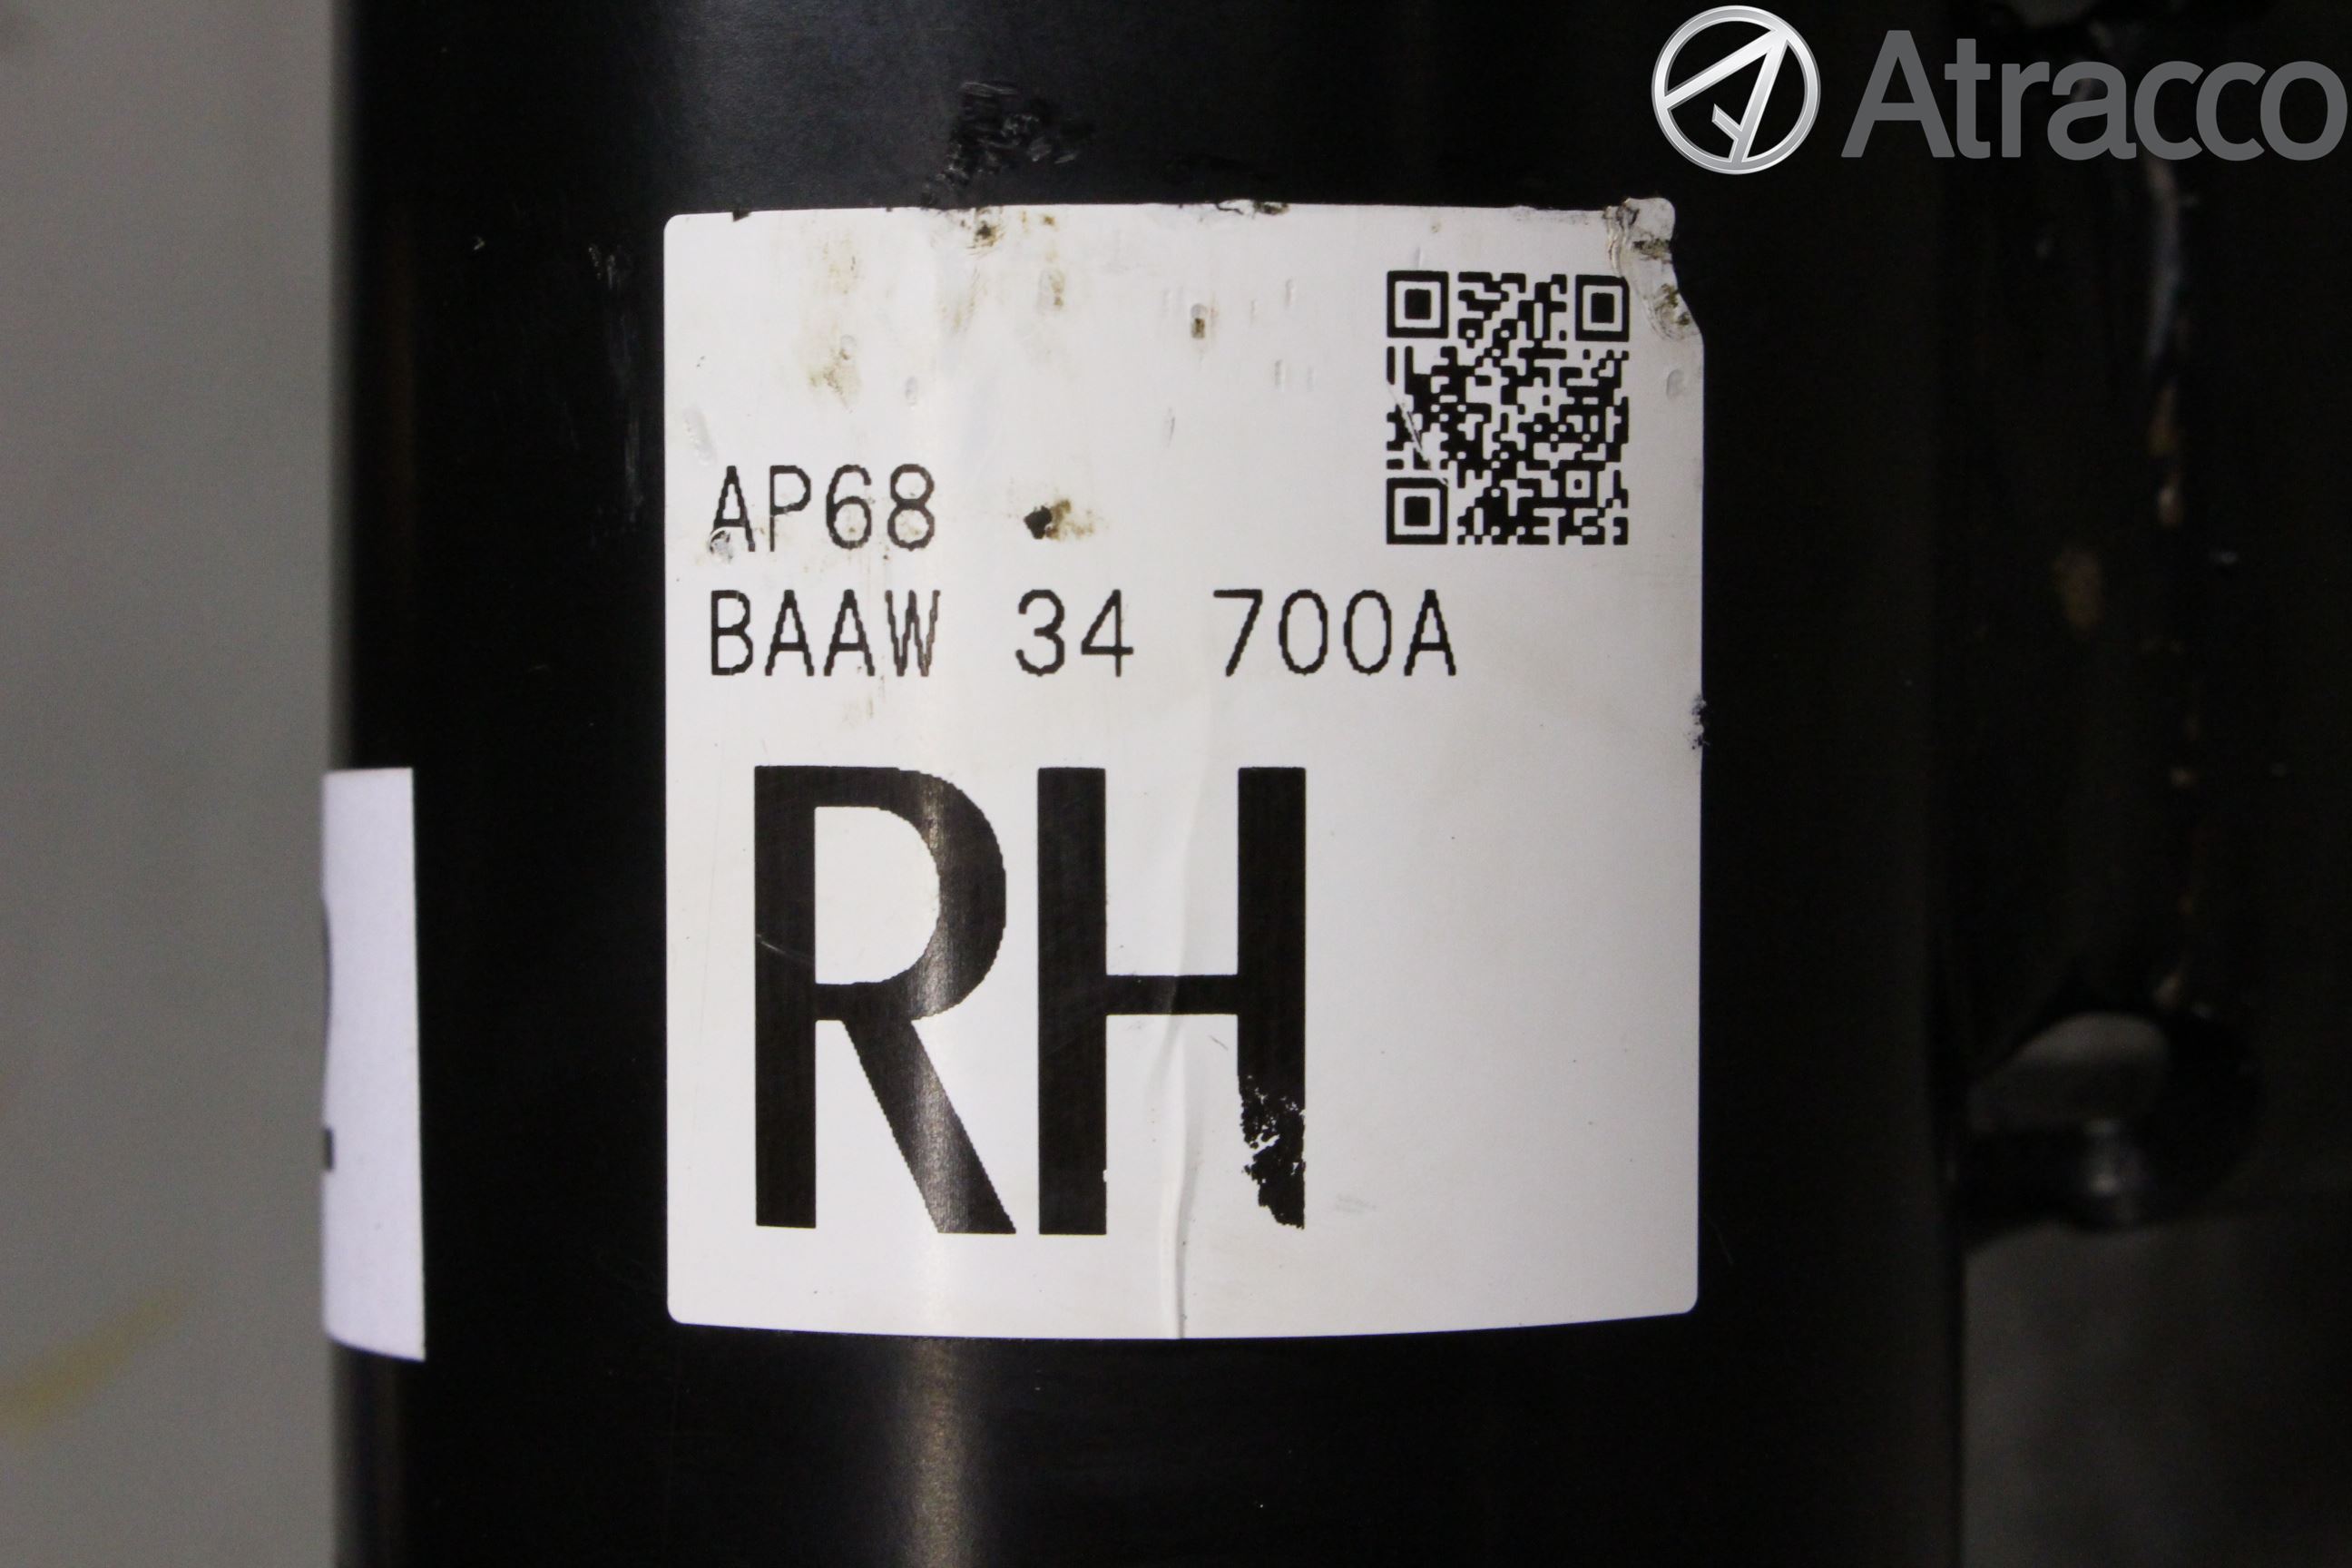 Atracco
AP68
BAAW 34 700A
RH